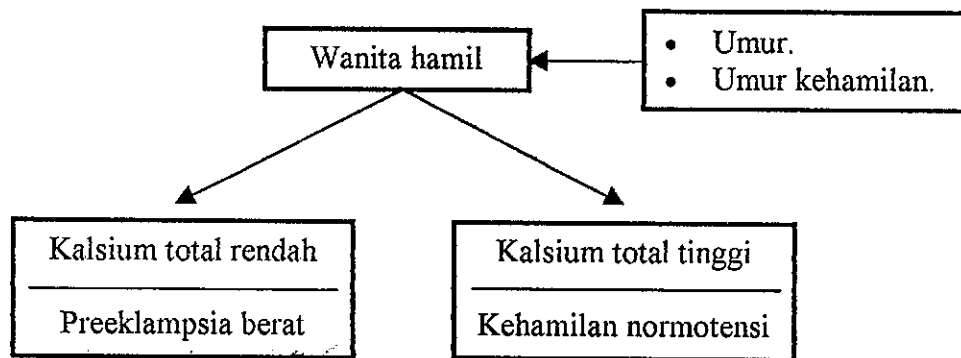 Wanita hamil
• Umur.
• Umur kehamilan.
Kalsium total rendah
Preeklampsia berat
Kalsium total tinggi
Kehamilan normotensi